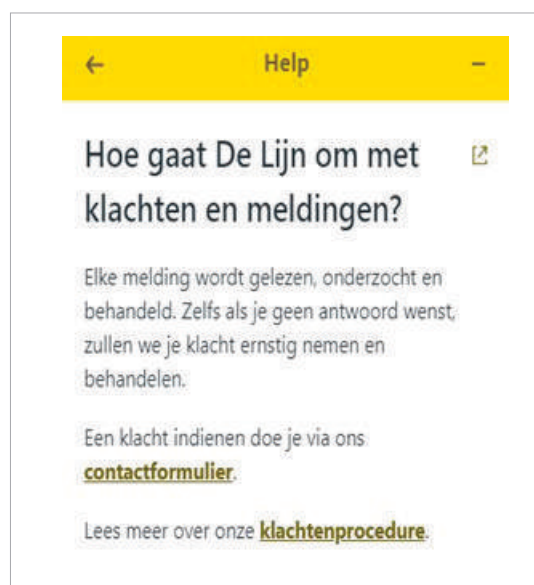 Help
Hoe gaat De Lijn om met
klachten en meldingen?
Elke melding wordt gelezen, onderzocht en
behandeld. Zelfs als je geen antwoord wenst,
zullen we je klacht ernstig nemen en
behandelen.
Een klacht indienen doe je via ons
contactformulier.
Lees meer over onze klachtenprocedure.